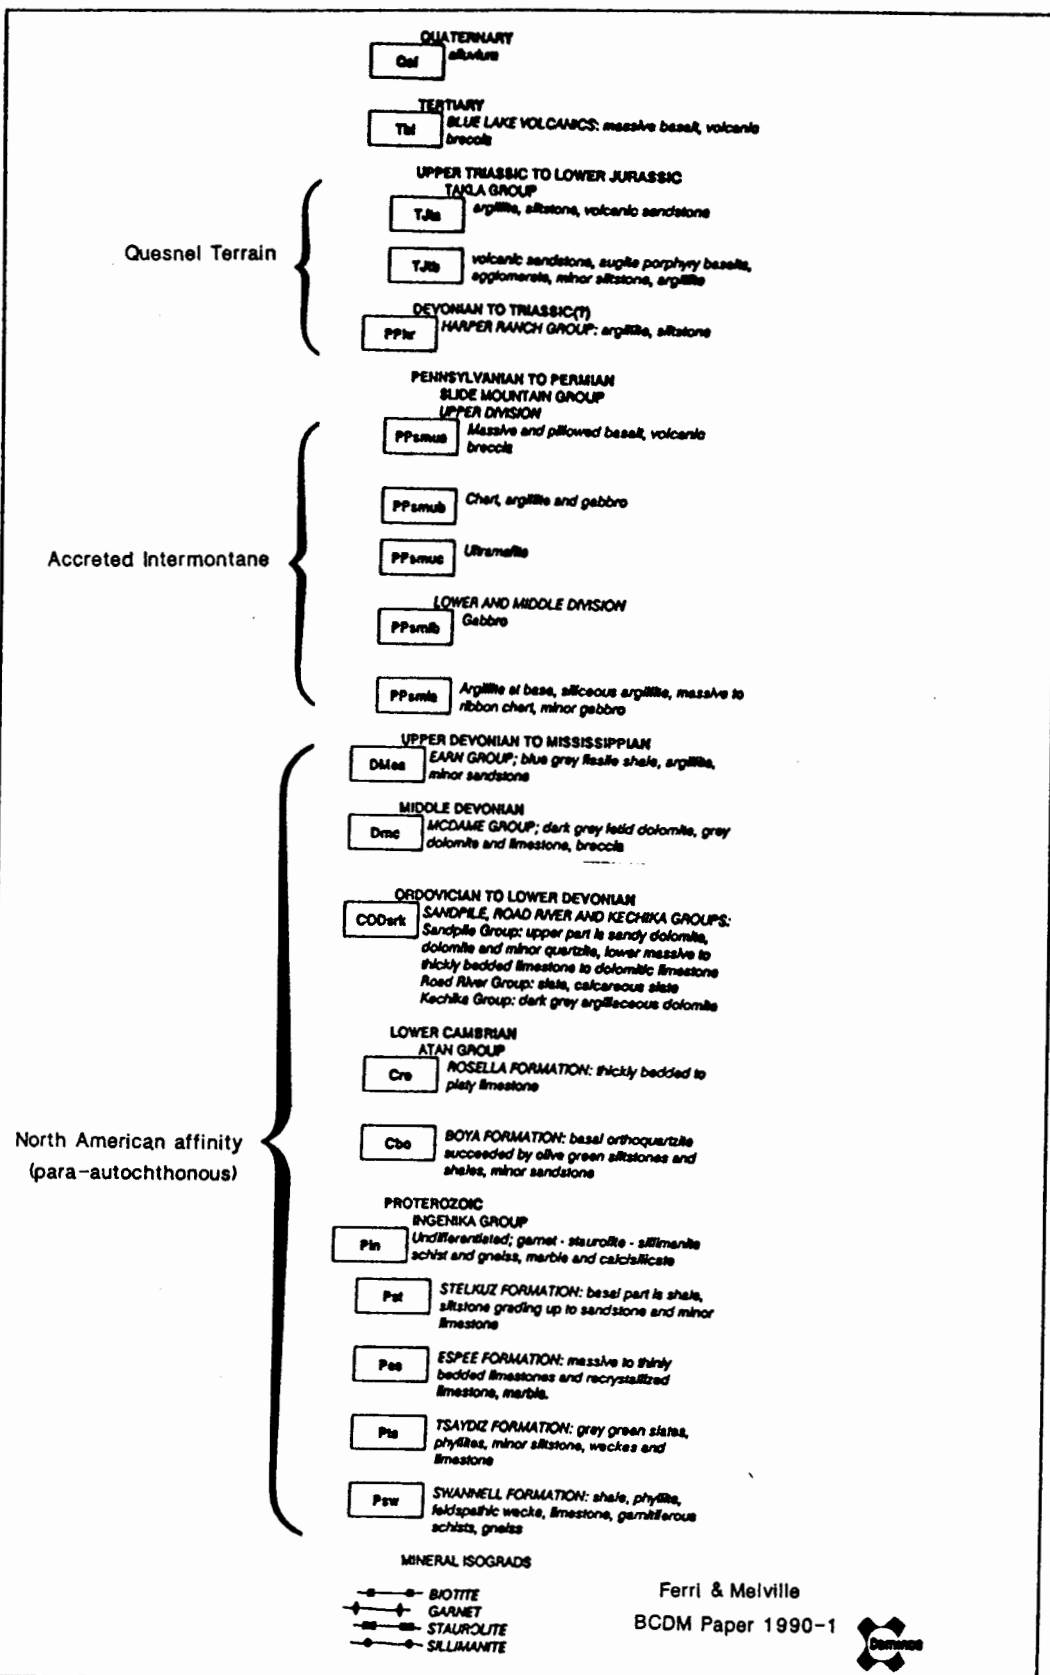 QUATERNARY
Qal alluvium
TERTIARY
Tbl BLUE LAKE VOLCANICS: massive basalt, volcanic
breccia
UPPER TRIASSIC TO LOWER JURASSIC
TAKLA GROUP
TJta argillite, siltstone, volcanic sandstone
Quesnel Terrain
TJtb volcanic sandstone, augite porphyry basalts,
agglomerate, minor siltstone, argillite
DEVONIAN TO TRIASSIC(?)
PPhr HARPER RANCH GROUP: argillite, siltstone
PENNSYLVANIAN TO PERMIAN
SLIDE MOUNTAIN GROUP
UPPER DIVISION
PPsmua Massive and pillowed basalt, volcanic
breccia
PPsmub Chert, argillite and gabbro
Accreted Intermontane
PPsmuc Ultramafite
LOWER AND MIDDLE DIVISION
PPsmlb Gabbro
PPsmla Argillite at base, siliceous argillite, massive to
ribbon chert, minor gabbro
UPPER DEVONIAN TO MISSISSIPPIAN
DMea EARN GROUP; blue grey fissile shale, argillite,
minor sandstone
MIDDLE DEVONIAN
Dmc MCDAME GROUP; dark grey fetid dolomite, grey
dolomite and limestone, breccia
ORDOVICIAN TO LOWER DEVONIAN
CODsrk SANDPILE, ROAD RIVER AND KECHIKA GROUPS:
Sandpile Group: upper part is sandy dolomite,
dolomite and minor quartzite, lower massive to
thickly bedded limestone to dolomitic limestone
Road River Group: slate, calcareous slate
Kechika Group: dark grey argillaceous dolomite
LOWER CAMBRIAN
ATAN GROUP
Cro ROSELLA FORMATION: thickly bedded to
platy limestone
North American affinity
(para-autochthonous)
Cbo BOYA FORMATION: basal orthoquartzite
succeeded by olive green siltstones and
shales, minor sandstone
PROTEROZOIC
INGENIKA GROUP
Pin Undifferentiated; garnet - staurolite - sillimanite
schist and gneiss, marble and calcisilicate
Pst STELKUZ FORMATION: basal part is shale,
siltstone grading up to sandstone and minor
limestone
Pes ESPEE FORMATION: massive to thinly
bedded limestones and recrystallized
limestone, marble.
Pts TSAYDIZ FORMATION: grey green slates,
phyllites, minor siltstone, wackes and
limestone
Psw SWANNELL FORMATION: shale, phyllite,
feldspathic wacke, limestone, garnitiferous
schists, gneiss
MINERAL ISOGRADS
BIOTITE
GARNET
STAUROLITE
SILLIMANITE
Ferri & Melville
BCDM Paper 1990-1